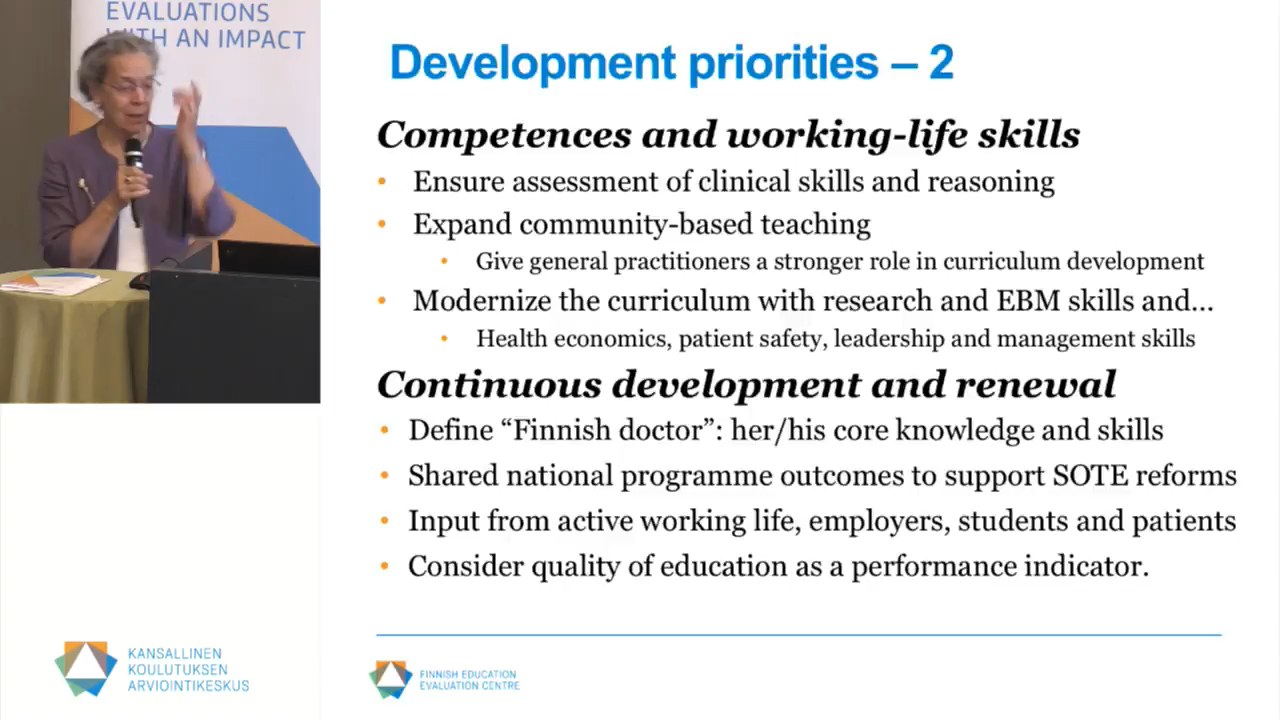 EVALUATIONS
WITH AN IMPACT
Development priorities – 2
Competences and working-life skills
• Ensure assessment of clinical skills and reasoning
• Expand community-based teaching
• Give general practitioners a stronger role in curriculum development
• Modernize the curriculum with research and EBM skills and...
• Health economics, patient safety, leadership and management skills
Continuous development and renewal
• Define “Finnish doctor”: her/his core knowledge and skills
• Shared national programme outcomes to support SOTE reforms
• Input from active working life, employers, students and patients
• Consider quality of education as a performance indicator.
KANSALLINEN
KOULUTUKSEN
ARVIOINTIKESKUS
FINNISH EDUCATION
EVALUATION CENTRE